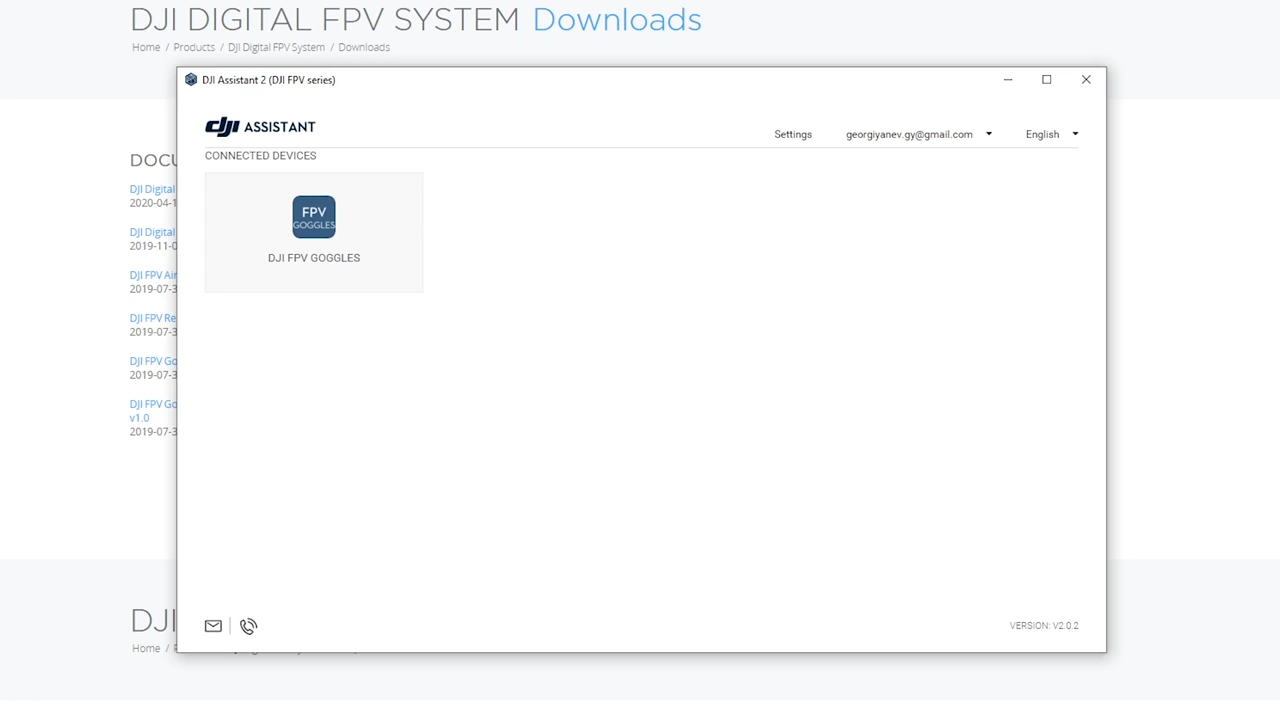 DJI DIGITAL FPV SYSTEM Downloads
Home / Products / DJI Digital FPV System / Downloads
DJI Assistant 2 (DJI FPV series)
dji ASSISTANT
Settings
georgiyanev.gy@gmail.com
English
CONNECTED DEVICES
FPV
GOGGLES
DJI FPV GOGGLES
DOCU
DJI Digital
2020-04-1
DJI Digital
2019-11-0
DJI FPV Air
2019-07-3
DJI FPV Re
2019-07-3
DJI FPV Go
2019-07-3
DJI FPV Go
v1.0
2019-07-3
VERSION: V2.0.2
DJI
Home /